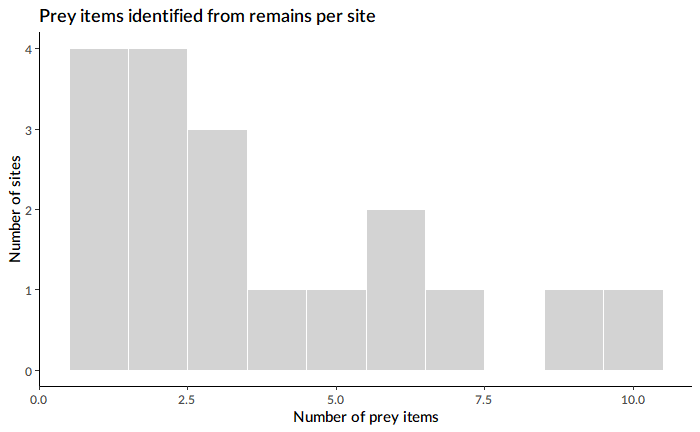 Prey items identified from remains per site
Number of sites
4
3
2
1
0
0.0 2.5 5.0 7.5 10.0
Number of prey items